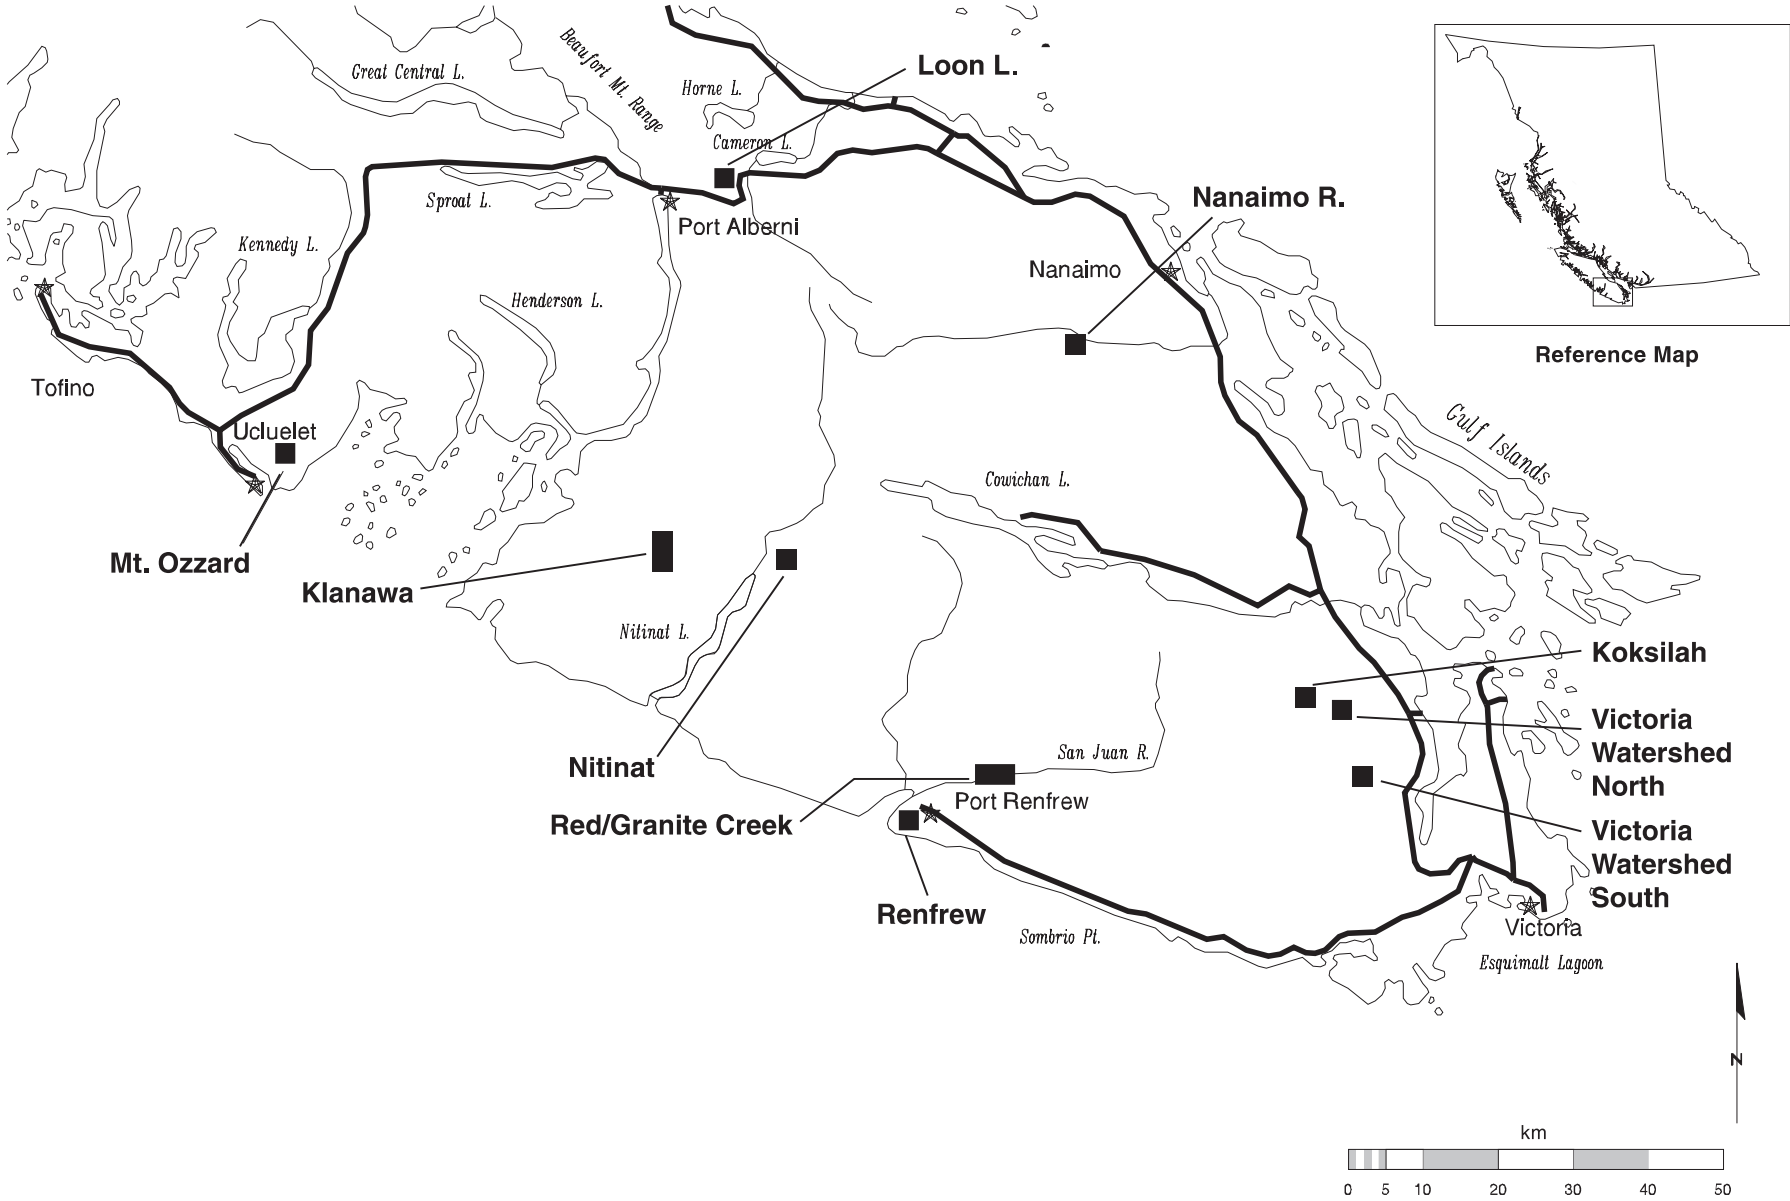 Great Central L.
Beaufort Mt. Range
Horne L.
Loon L.
Cameron L.
Sproat L.
Port Alberni
Nanaimo R.
Kennedy L.
Nanaimo
Henderson L.
Reference Map
Tofino
Ucluelet
Gulf Islands
Cowichan L.
Mt. Ozzard
Klanawa
Nitinat L.
Koksilah
Victoria
Watershed
North
San Juan R.
Nitinat
Port Renfrew
Red/Granite Creek
Victoria
Watershed
South
Renfrew
Sombrio Pt.
Victoria
Esquimalt Lagoon
N
km
0 5 10 20 30 40 50